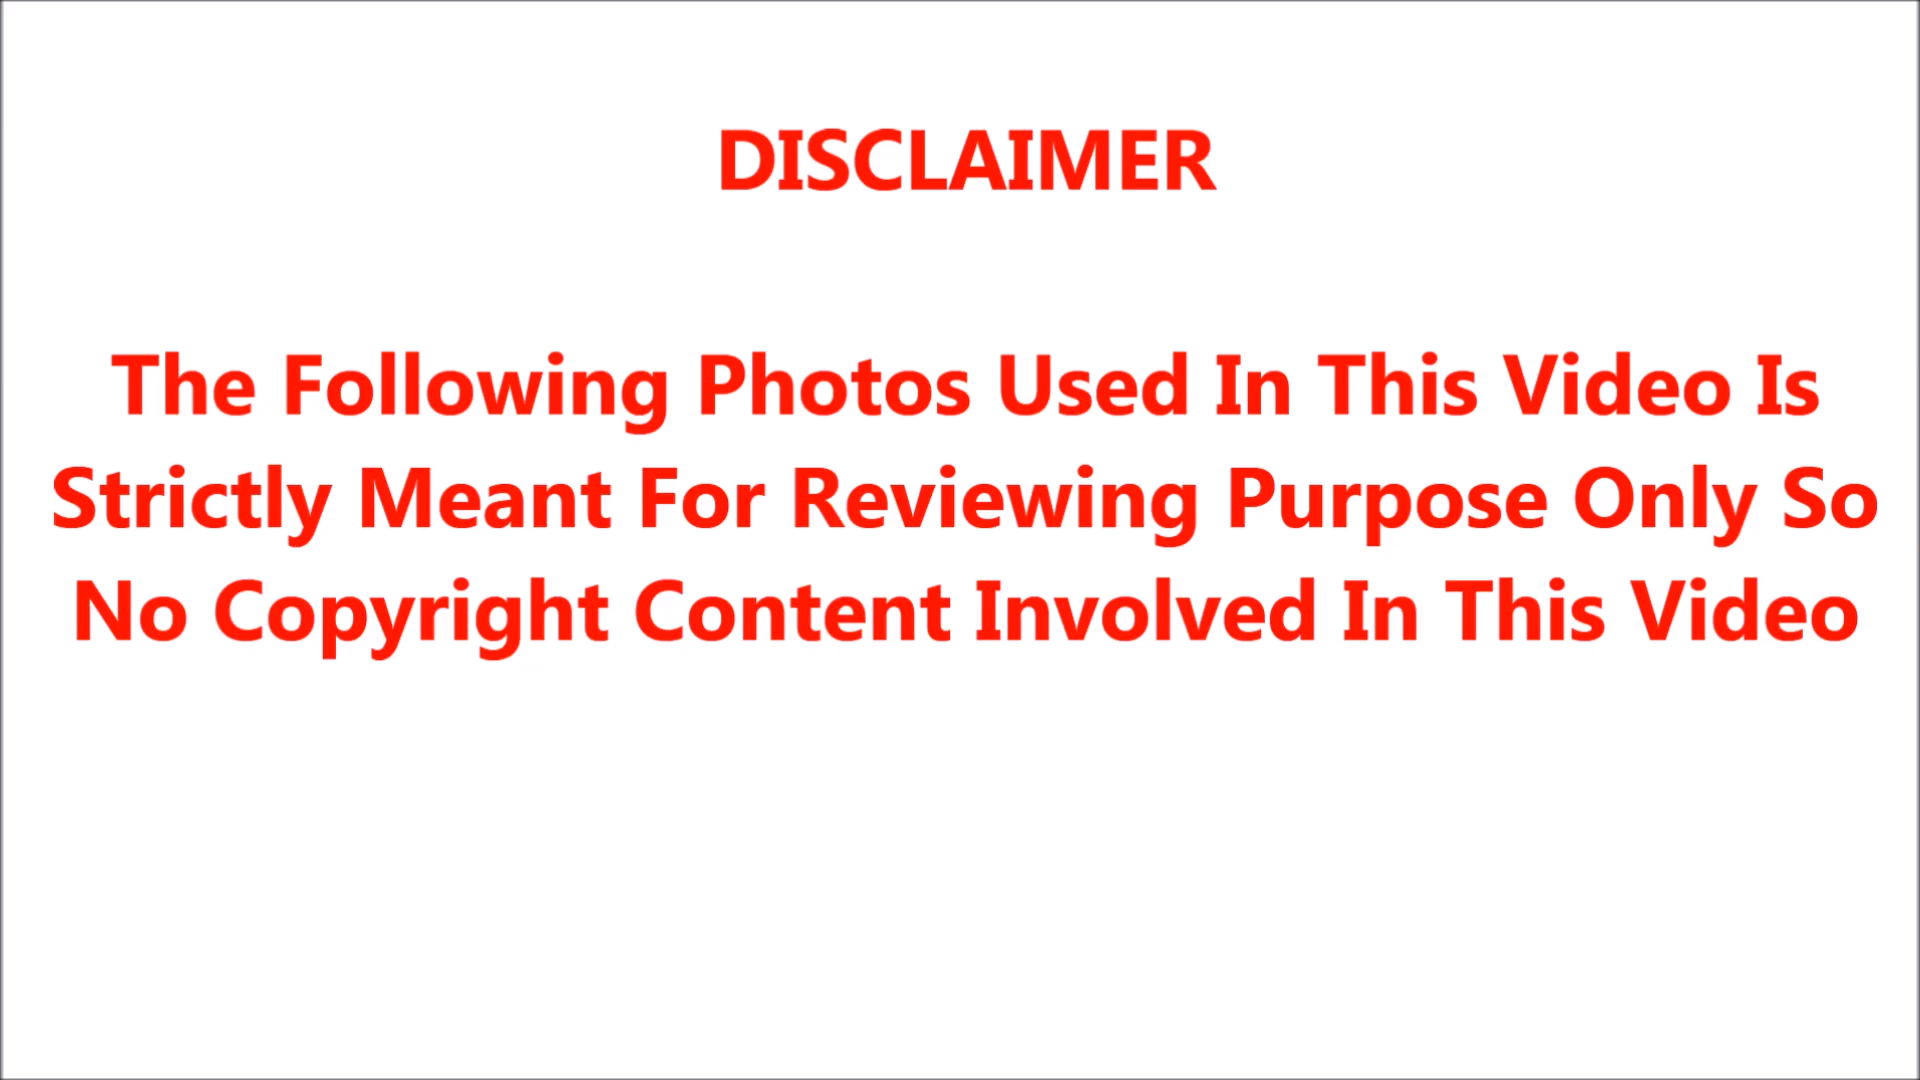 DISCLAIMER
The Following Photos Used In This Video Is
Strictly Meant For Reviewing Purpose Only So
No Copyright Content Involved In This Video